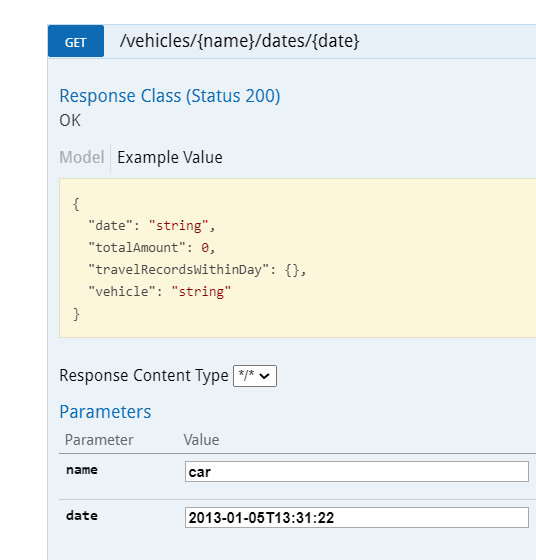 GET /vehicles/{name}/dates/{date}
Response Class (Status 200)
OK
Model Example Value
{
"date": "string",
"totalAmount": 0,
"travelRecordsWithinDay": {},
"vehicle": "string"
}
Response Content Type */*
Parameters
Parameter Value
name car
date 2013-01-05T13:31:22